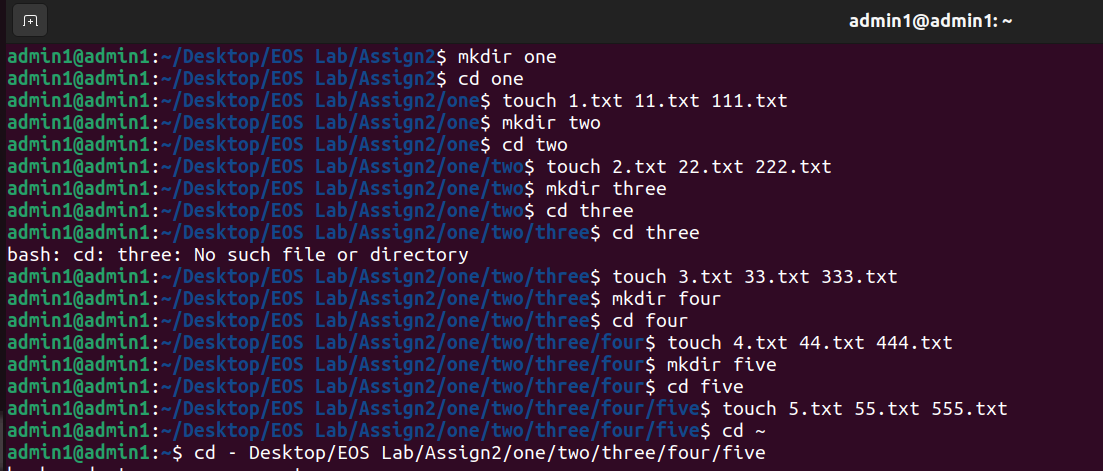 admin1@admin1: ~
admin1@admin1:~/Desktop/EOS Lab/Assign2$ mkdir one
admin1@admin1:~/Desktop/EOS Lab/Assign2$ cd one
admin1@admin1:~/Desktop/EOS Lab/Assign2/one$ touch 1.txt 11.txt 111.txt
admin1@admin1:~/Desktop/EOS Lab/Assign2/one$ mkdir two
admin1@admin1:~/Desktop/EOS Lab/Assign2/one$ cd two
admin1@admin1:~/Desktop/EOS Lab/Assign2/one/two$ touch 2.txt 22.txt 222.txt
admin1@admin1:~/Desktop/EOS Lab/Assign2/one/two$ mkdir three
admin1@admin1:~/Desktop/EOS Lab/Assign2/one/two$ cd three
admin1@admin1:~/Desktop/EOS Lab/Assign2/one/two/three$ cd three
bash: cd: three: No such file or directory
admin1@admin1:~/Desktop/EOS Lab/Assign2/one/two/three$ touch 3.txt 33.txt 333.txt
admin1@admin1:~/Desktop/EOS Lab/Assign2/one/two/three$ mkdir four
admin1@admin1:~/Desktop/EOS Lab/Assign2/one/two/three$ cd four
admin1@admin1:~/Desktop/EOS Lab/Assign2/one/two/three/four$ touch 4.txt 44.txt 444.txt
admin1@admin1:~/Desktop/EOS Lab/Assign2/one/two/three/four$ mkdir five
admin1@admin1:~/Desktop/EOS Lab/Assign2/one/two/three/four$ cd five
admin1@admin1:~/Desktop/EOS Lab/Assign2/one/two/three/four/five$ touch 5.txt 55.txt 555.txt
admin1@admin1:~/Desktop/EOS Lab/Assign2/one/two/three/four/five$ cd ~
admin1@admin1:~$ cd - Desktop/EOS Lab/Assign2/one/two/three/four/five